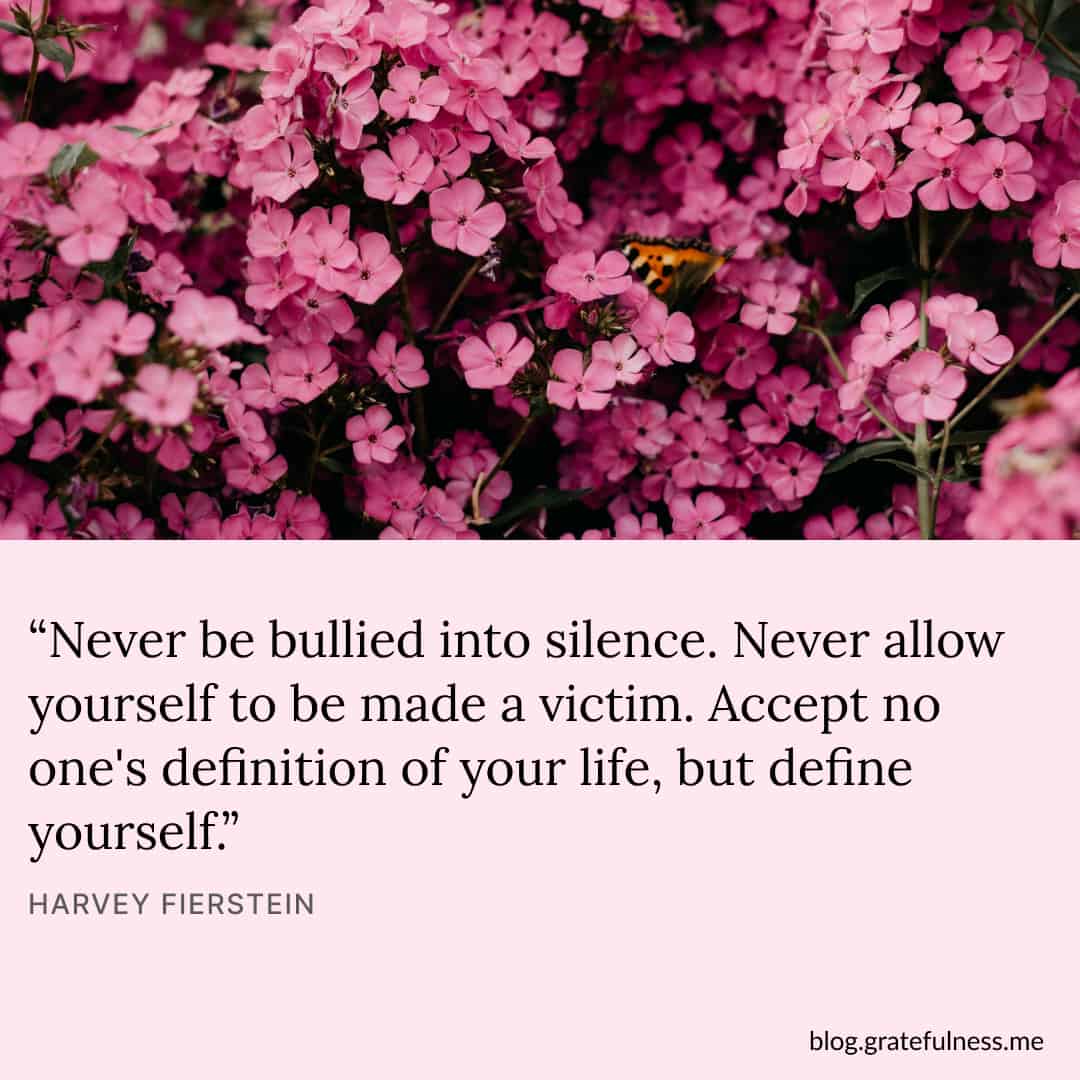 “Never be bullied into silence. Never allow
yourself to be made a victim. Accept no
one's definition of your life, but define
yourself.”
HARVEY FIERSTEIN
blog.gratefulness.me